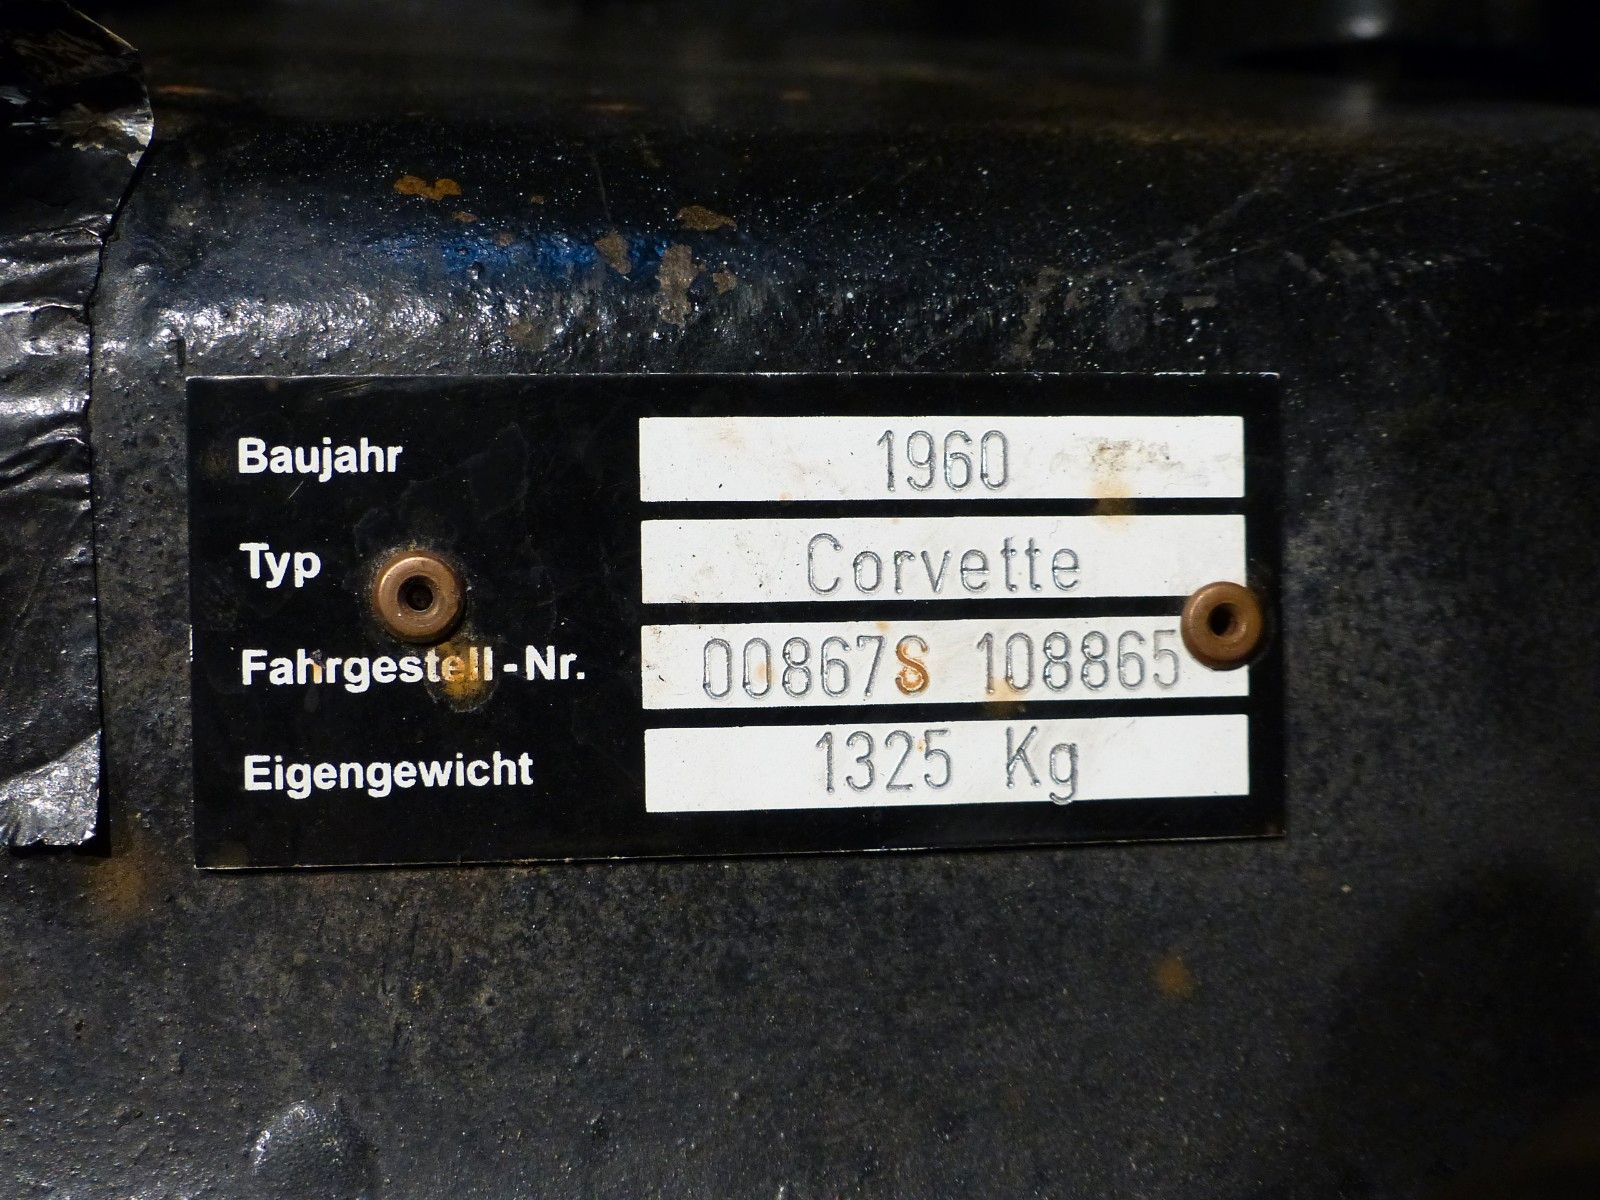 Baujahr 1960
Typ Corvette
Fahrgestell-Nr. 00867S 108865
Eigengewicht 1325 Kg